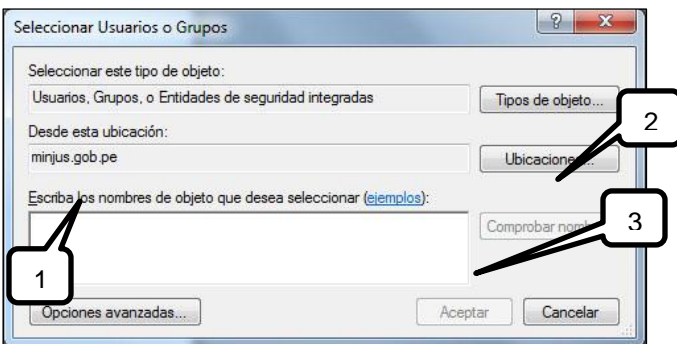 Seleccionar Usuarios o Grupos
Seleccionar este tipo de objeto:
Usuarios, Grupos, o Entidades de seguridad integradas
Tipos de objeto...
2
Desde esta ubicación:
minjus.gob.pe
Ubicaciones...
Escriba los nombres de objeto que desea seleccionar (ejemplos):
Comprobar
3
1
Opciones avanzadas...
Aceptar
Cancelar